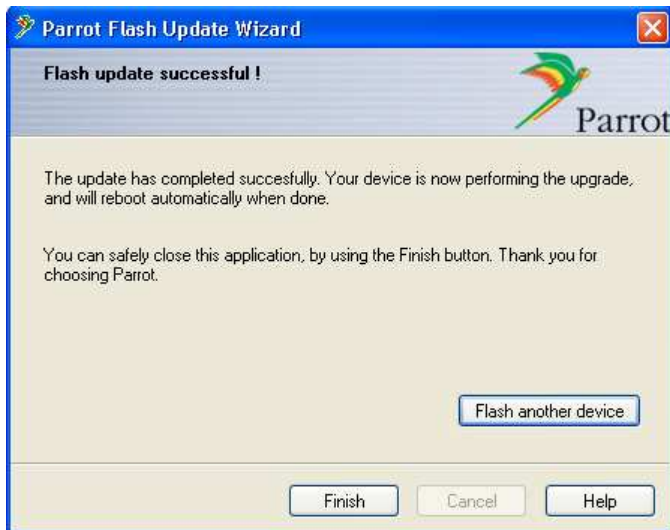 Parrot Flash Update Wizard
Flash update successful !
Parrot
The update has completed succesfully. Your device is now performing the upgrade,
and will reboot automatically when done.
You can safely close this application, by using the Finish button. Thank you for
choosing Parrot.
Flash another device
Finish
Cancel
Help